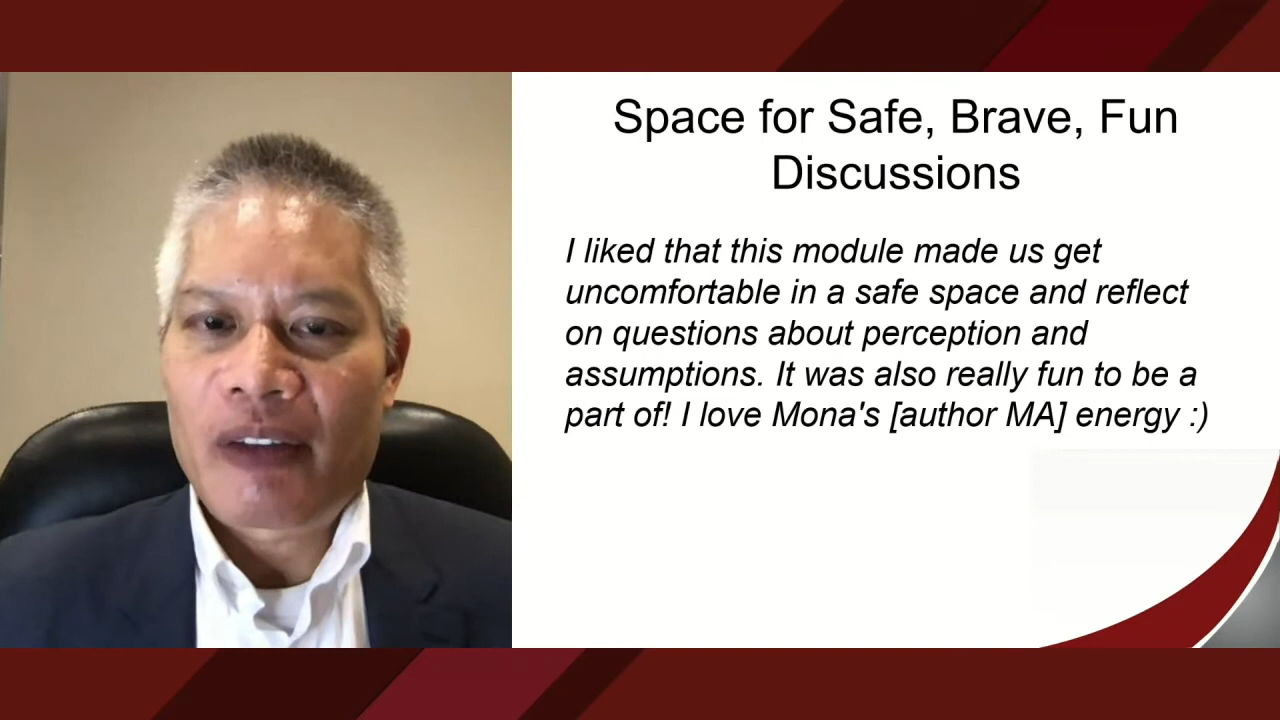 Space for Safe, Brave, Fun
Discussions
I liked that this module made us get
uncomfortable in a safe space and reflect
on questions about perception and
assumptions. It was also really fun to be a
part of! I love Mona's [author MA] energy :)